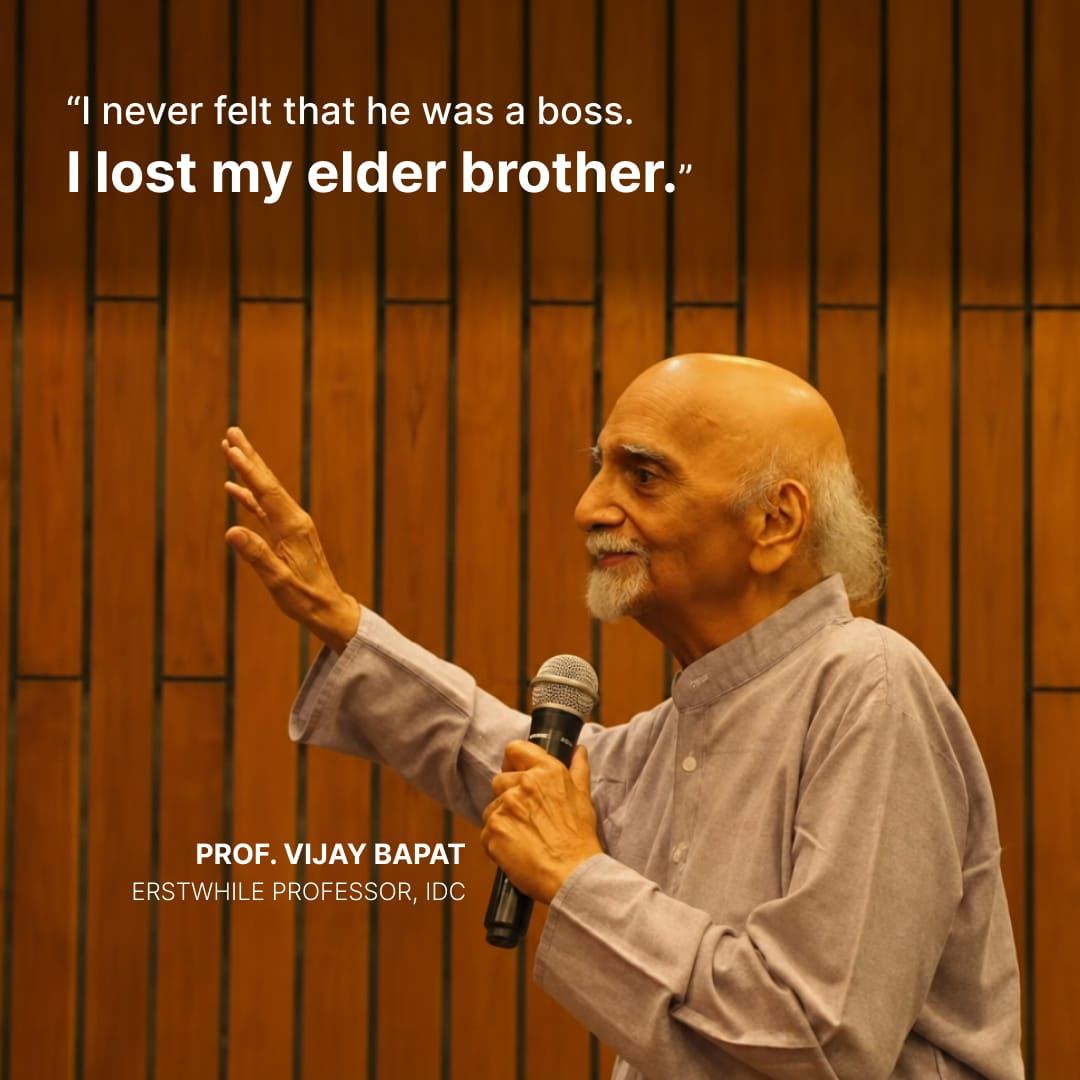 “I never felt that he was a boss.
I lost my elder brother.”
PROF. VIJAY BAPAT
ERSTWHILE PROFESSOR, IDC